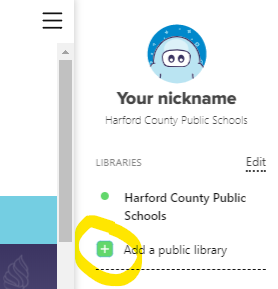 Your nickname
Harford County Public Schools
LIBRARIES Edit
Harford County Public
Schools
Add a public library